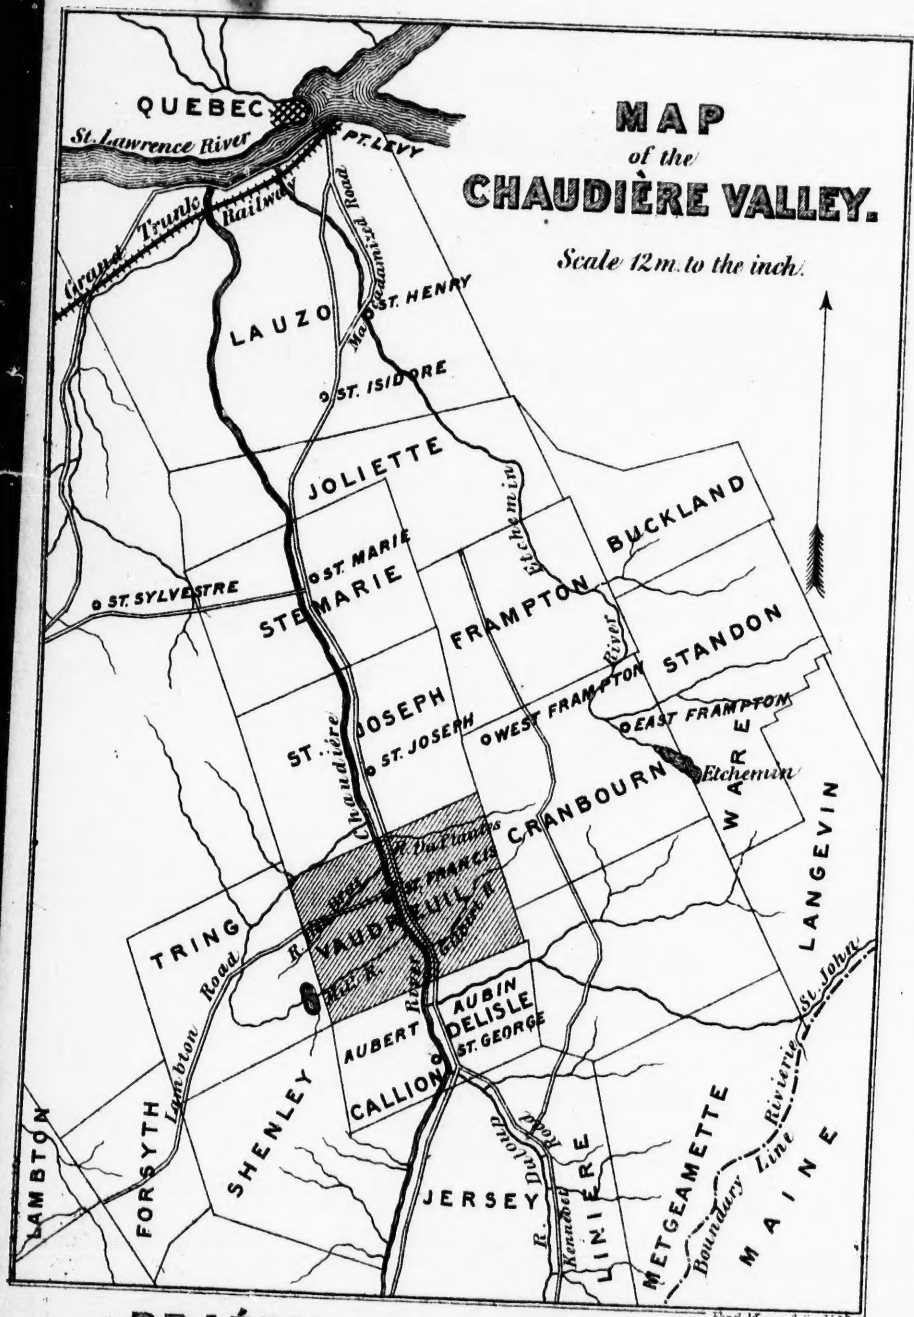 MAP
of the
CHAUDIÈRE VALLEY.
Scale 12 m. to the inch.
QUEBEC
St. Lawrence River
PT. LEVY
Grand Trunk Railway
Macadamized Road
ST. HENRY
LAUZO
ST. ISIDORE
JOLIETTE
Etchemin River
BUCKLAND
ST. MARIE
ST. SYLVESTRE
STE MARIE
FRAMPTON
STANDON
ST. JOSEPH
ST. JOSEPH
WEST FRAMPTON
EAST FRAMPTON
Etchemin
WARE
CRANBOURN
LANGEVIN
Chaudière River
ST. FRANCIS
VAUDREUIL
Mill R.
TRING
Lambton Road
AUBERT
AUBIN
DELISLE
ST. GEORGE
CALLION
St. John
Rivierie
Boundary Line
MAINE
LAMBTON
FORSYTH
SHENLEY
JERSEY
R. Duloup
Kennebec Road
LINIERE
METGEAMETTE